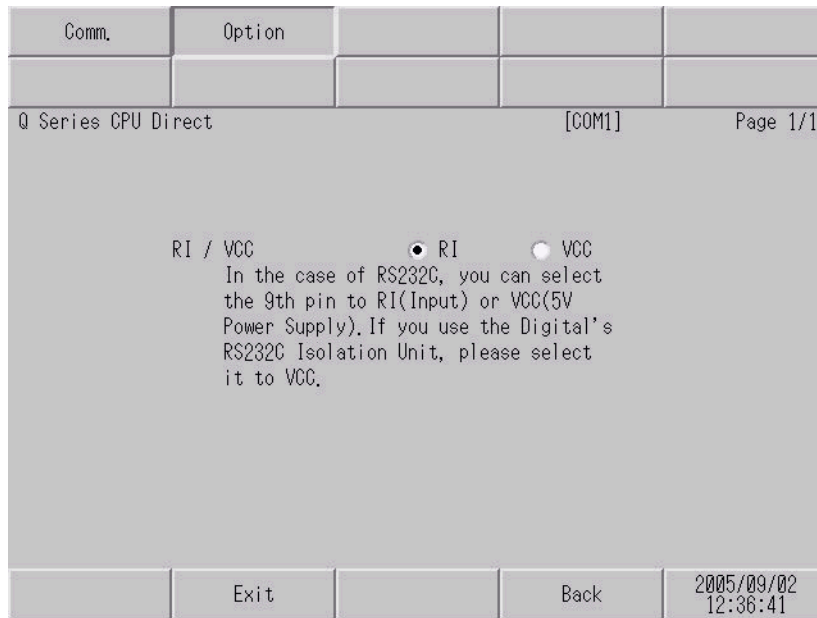 Comm. Option
Q Series CPU Direct [COM1] Page 1/1
RI / VCC RI VCC
In the case of RS232C, you can select
the 9th pin to RI(Input) or VCC(5V
Power Supply).If you use the Digital's
RS232C Isolation Unit, please select
it to VCC.
Exit Back 2005/09/02
12:36:41